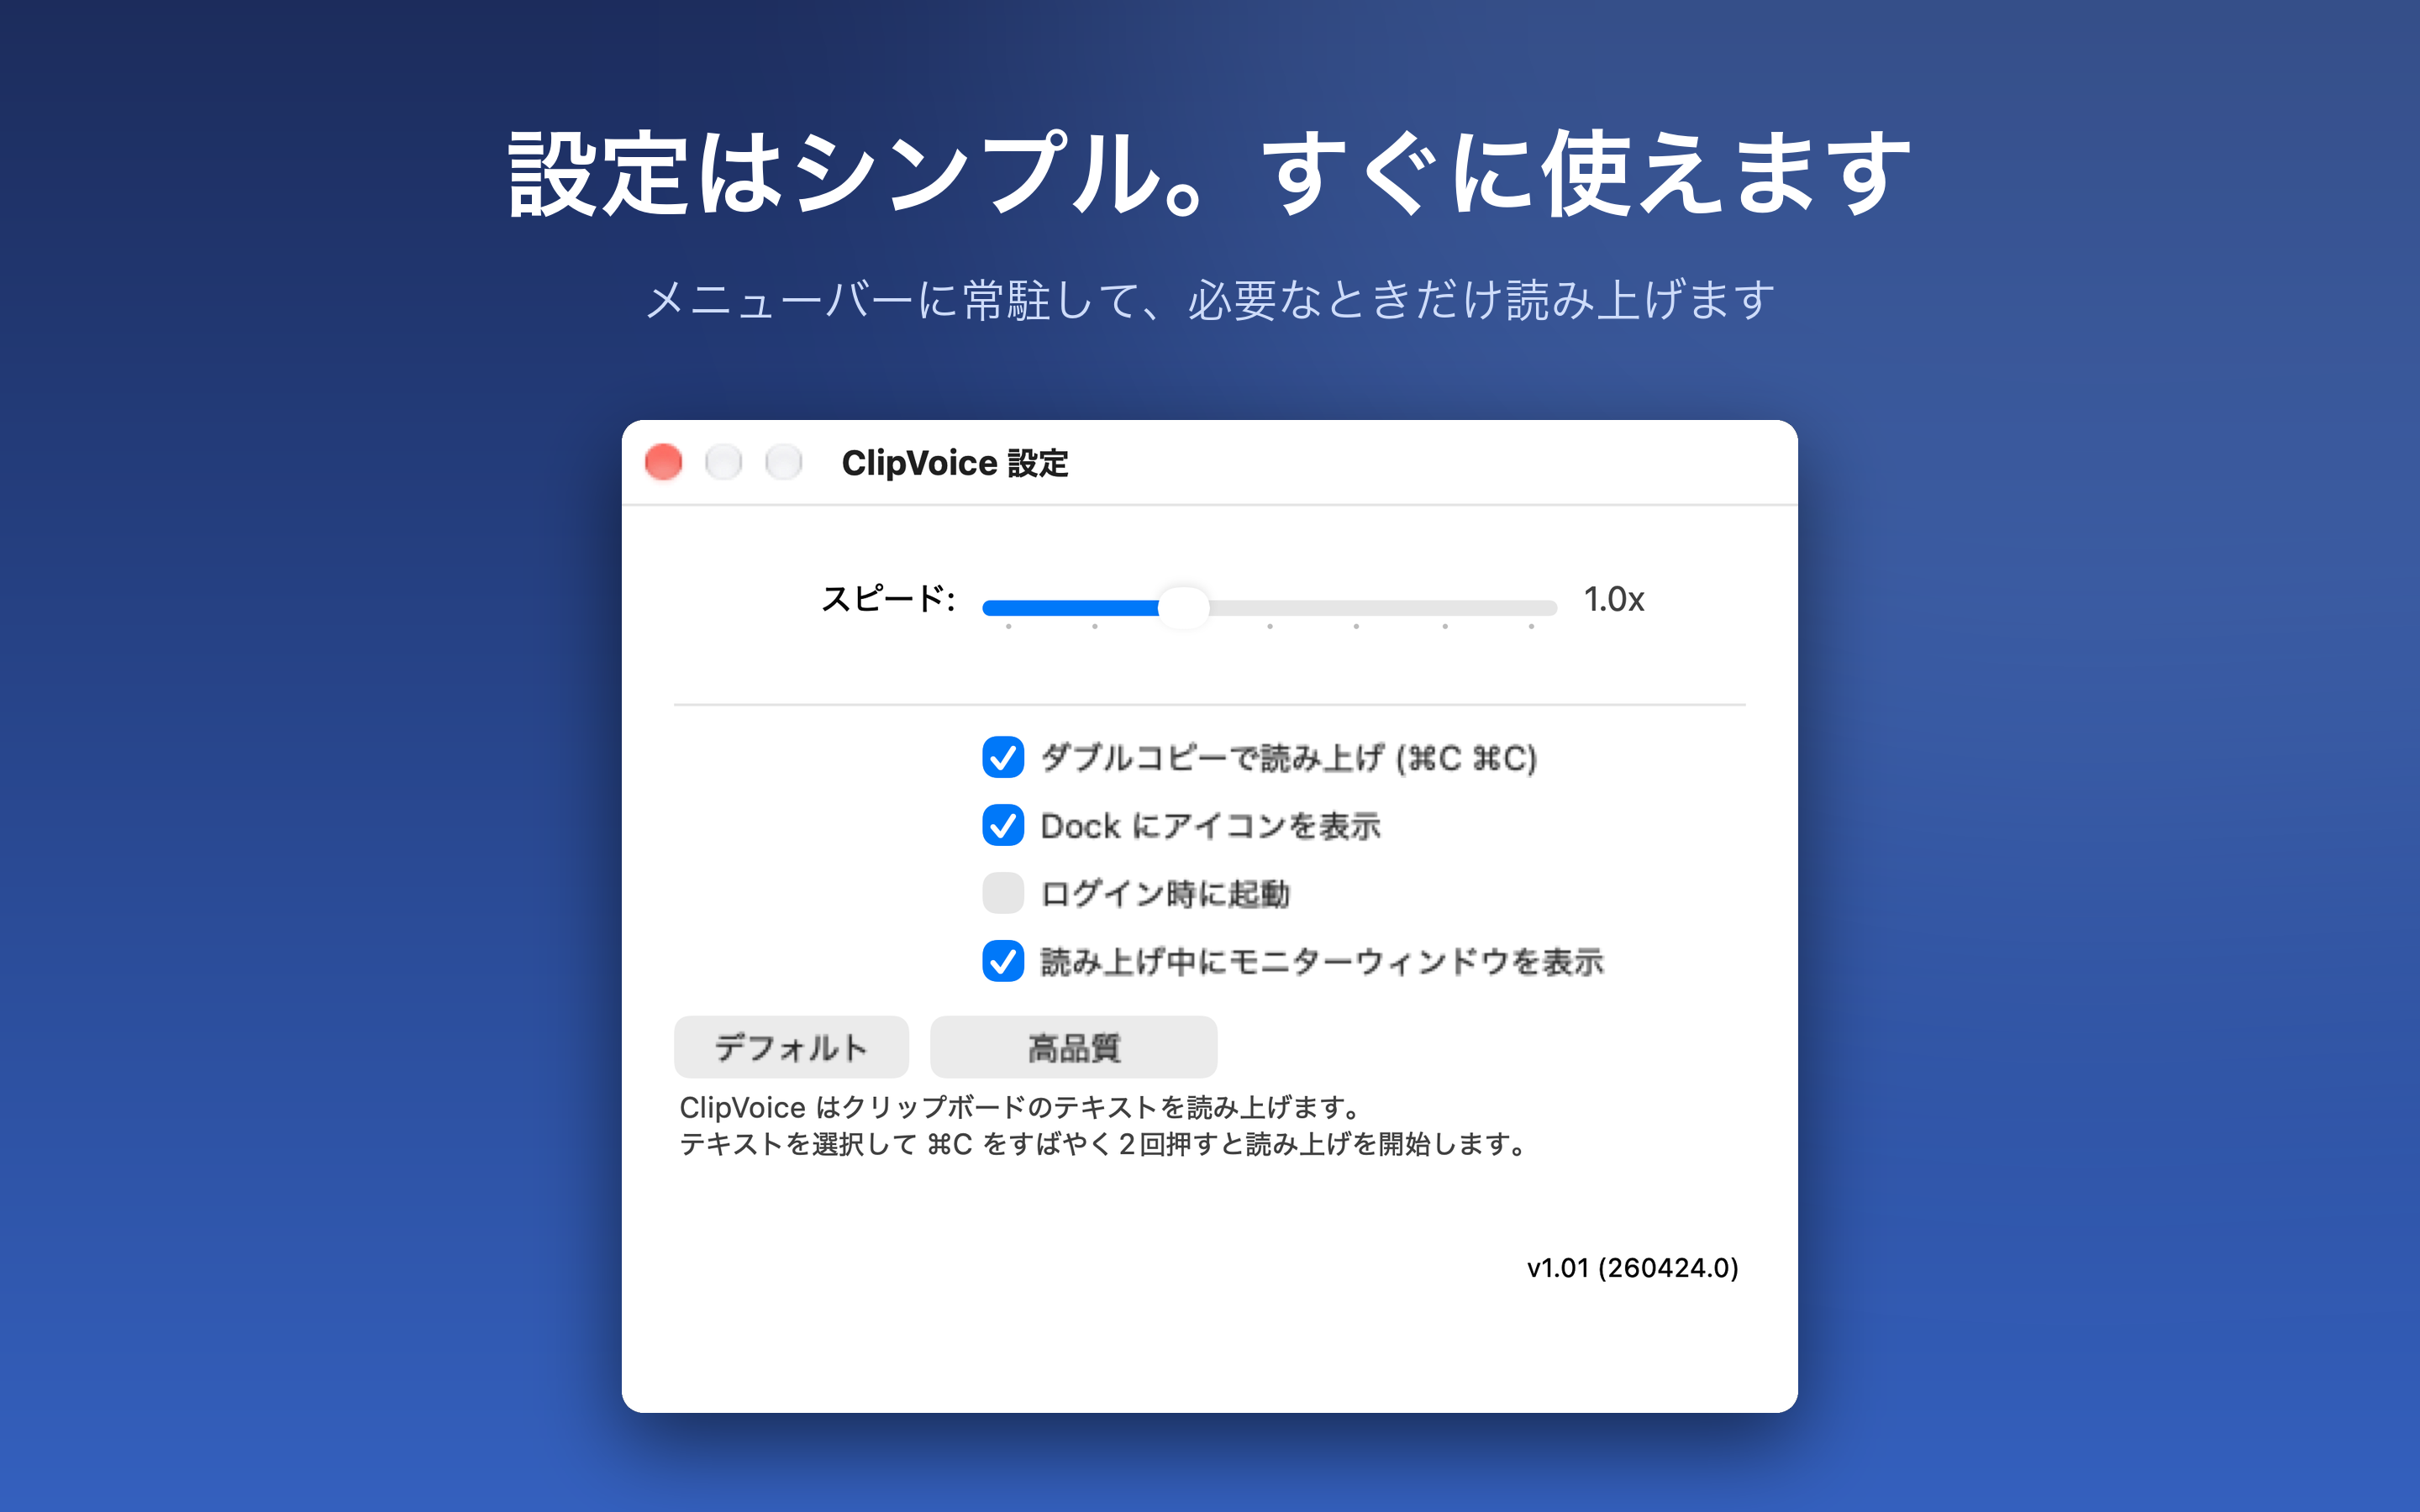 設定はシンプル。すぐに使えます
メニューバーに常駐して、必要なときだけ読み上げます
ClipVoice 設定
スピード: 1.0x
ダブルコピーで読み上げ (⌘C ⌘C)
Dock にアイコンを表示
ログイン時に起動
読み上げ中にモニターウィンドウを表示
デフォルト 高品質
ClipVoice はクリップボードのテキストを読み上げます。
テキストを選択して ⌘C をすばやく2回押すと読み上げを開始します。
v1.01 (260424.0)